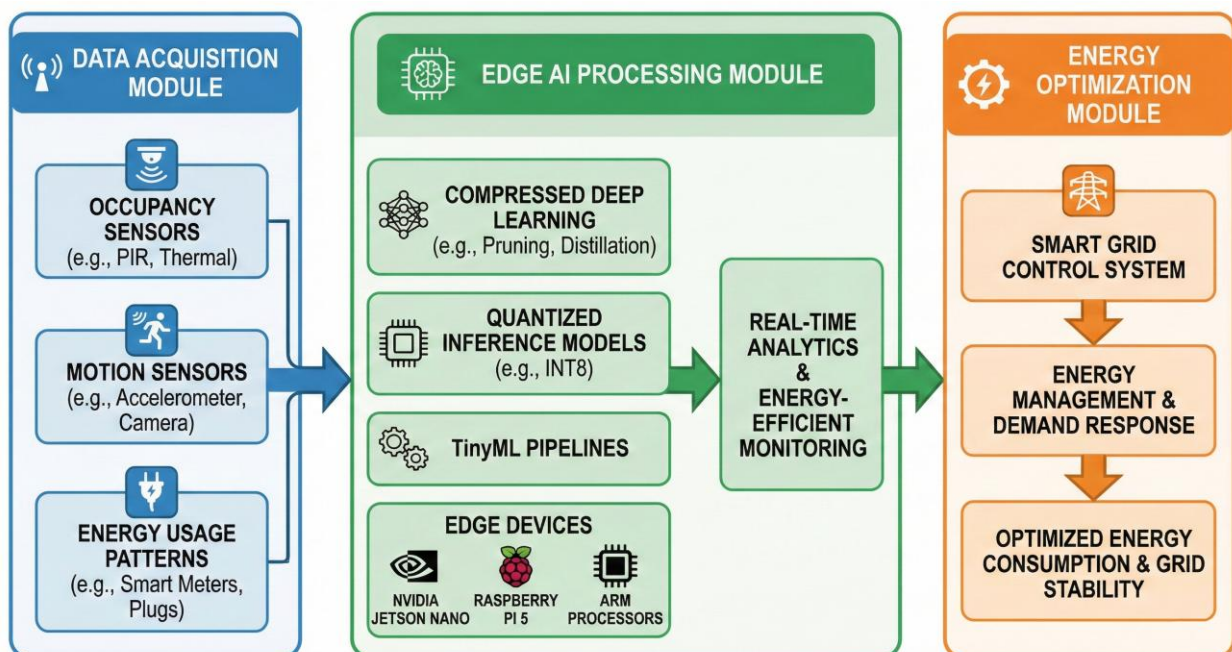 DATA ACQUISITION
MODULE
OCCUPANCY
SENSORS
(e.g., PIR, Thermal)
MOTION SENSORS
(e.g., Accelerometer,
Camera)
ENERGY USAGE
PATTERNS
(e.g., Smart Meters,
Plugs)
EDGE AI PROCESSING MODULE
COMPRESSED DEEP
LEARNING
(e.g., Pruning, Distillation)
QUANTIZED
INFERENCE MODELS
(e.g., INT8)
TinyML PIPELINES
EDGE DEVICES
NVIDIA
JETSON NANO
RASPBERRY
PI 5
ARM
PROCESSORS
REAL-TIME
ANALYTICS
&
ENERGY-
EFFICIENT
MONITORING
ENERGY
OPTIMIZATION
MODULE
SMART GRID
CONTROL SYSTEM
ENERGY
MANAGEMENT &
DEMAND RESPONSE
OPTIMIZED ENERGY
CONSUMPTION & GRID
STABILITY